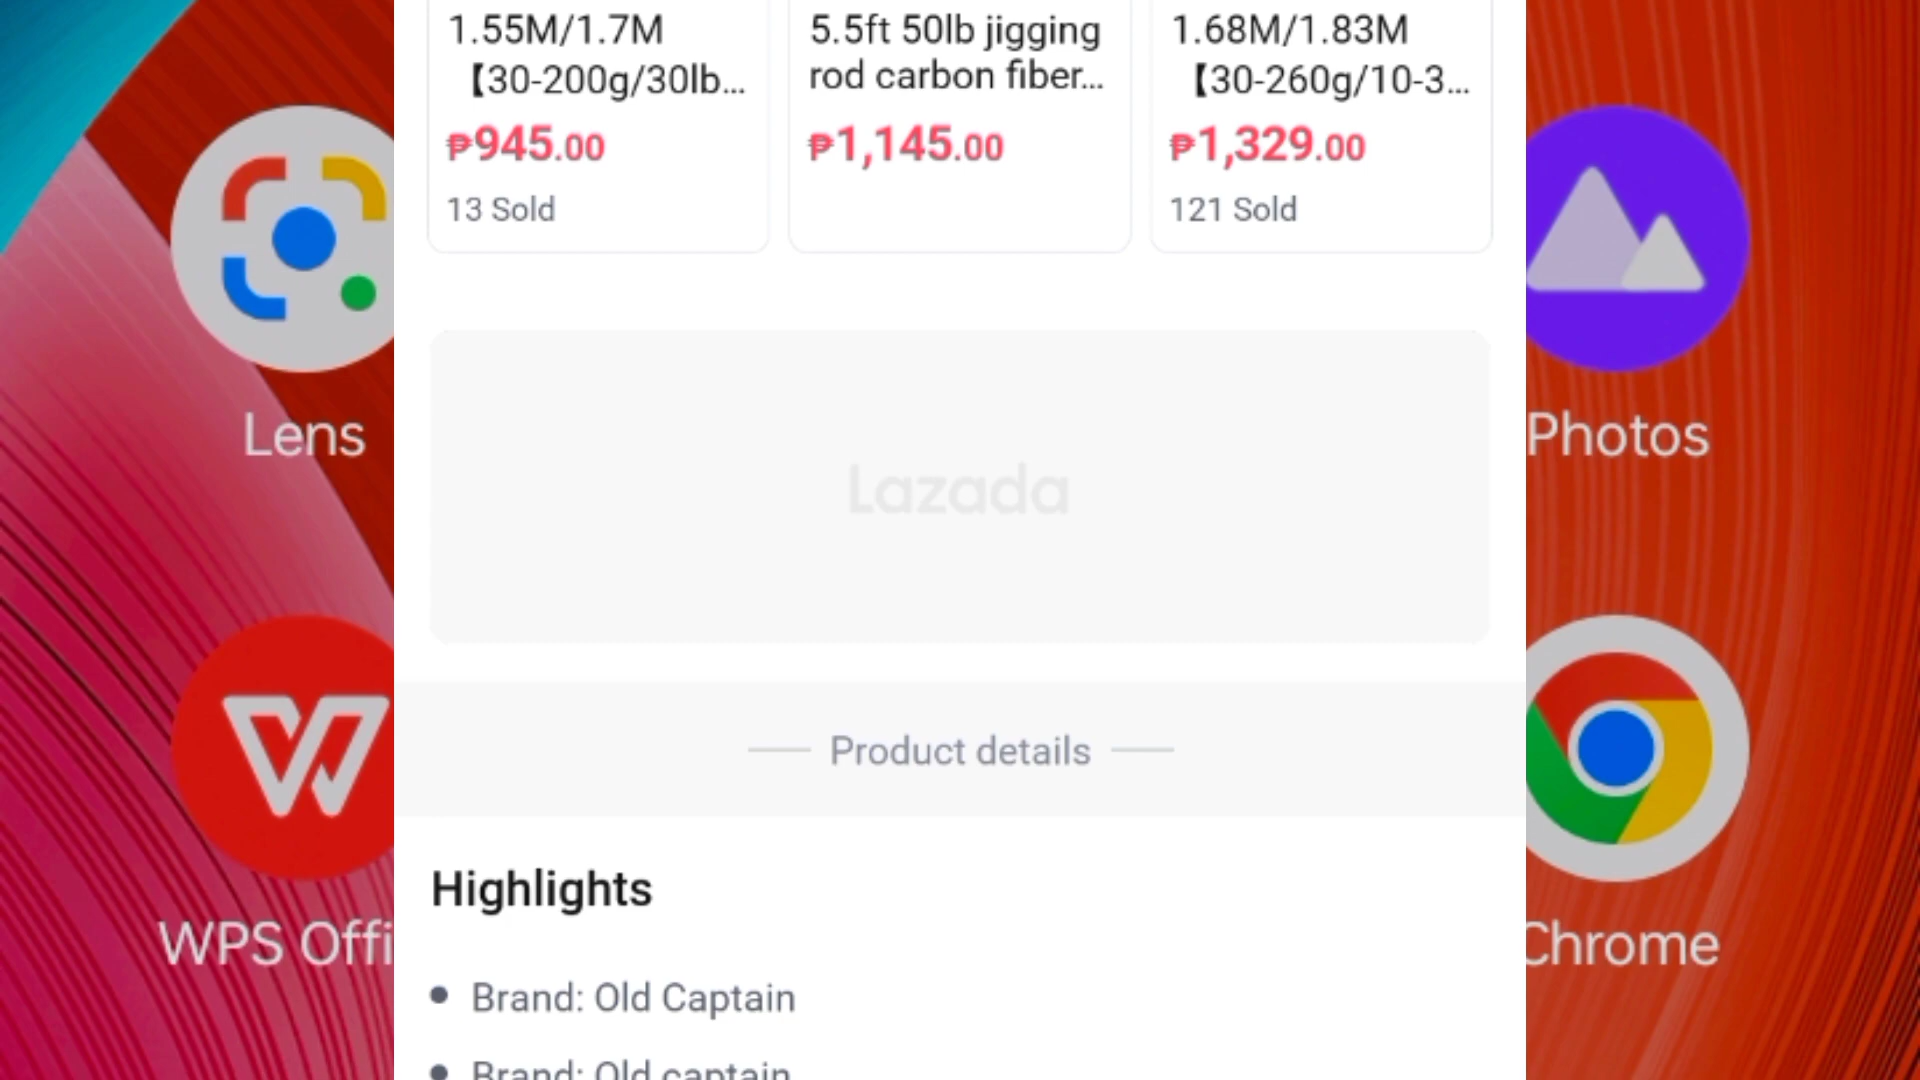 1.55M/1.7M
【30-200g/30lb...
₱945.00
13 Sold
5.5ft 50lb jigging
rod carbon fiber...
₱1,145.00
1.68M/1.83M
【30-260g/10-3...
₱1,329.00
121 Sold
Lens
Photos
Lazada
Product details
WPS Offi
Chrome
Highlights
Brand: Old Captain
Brand: Old captain